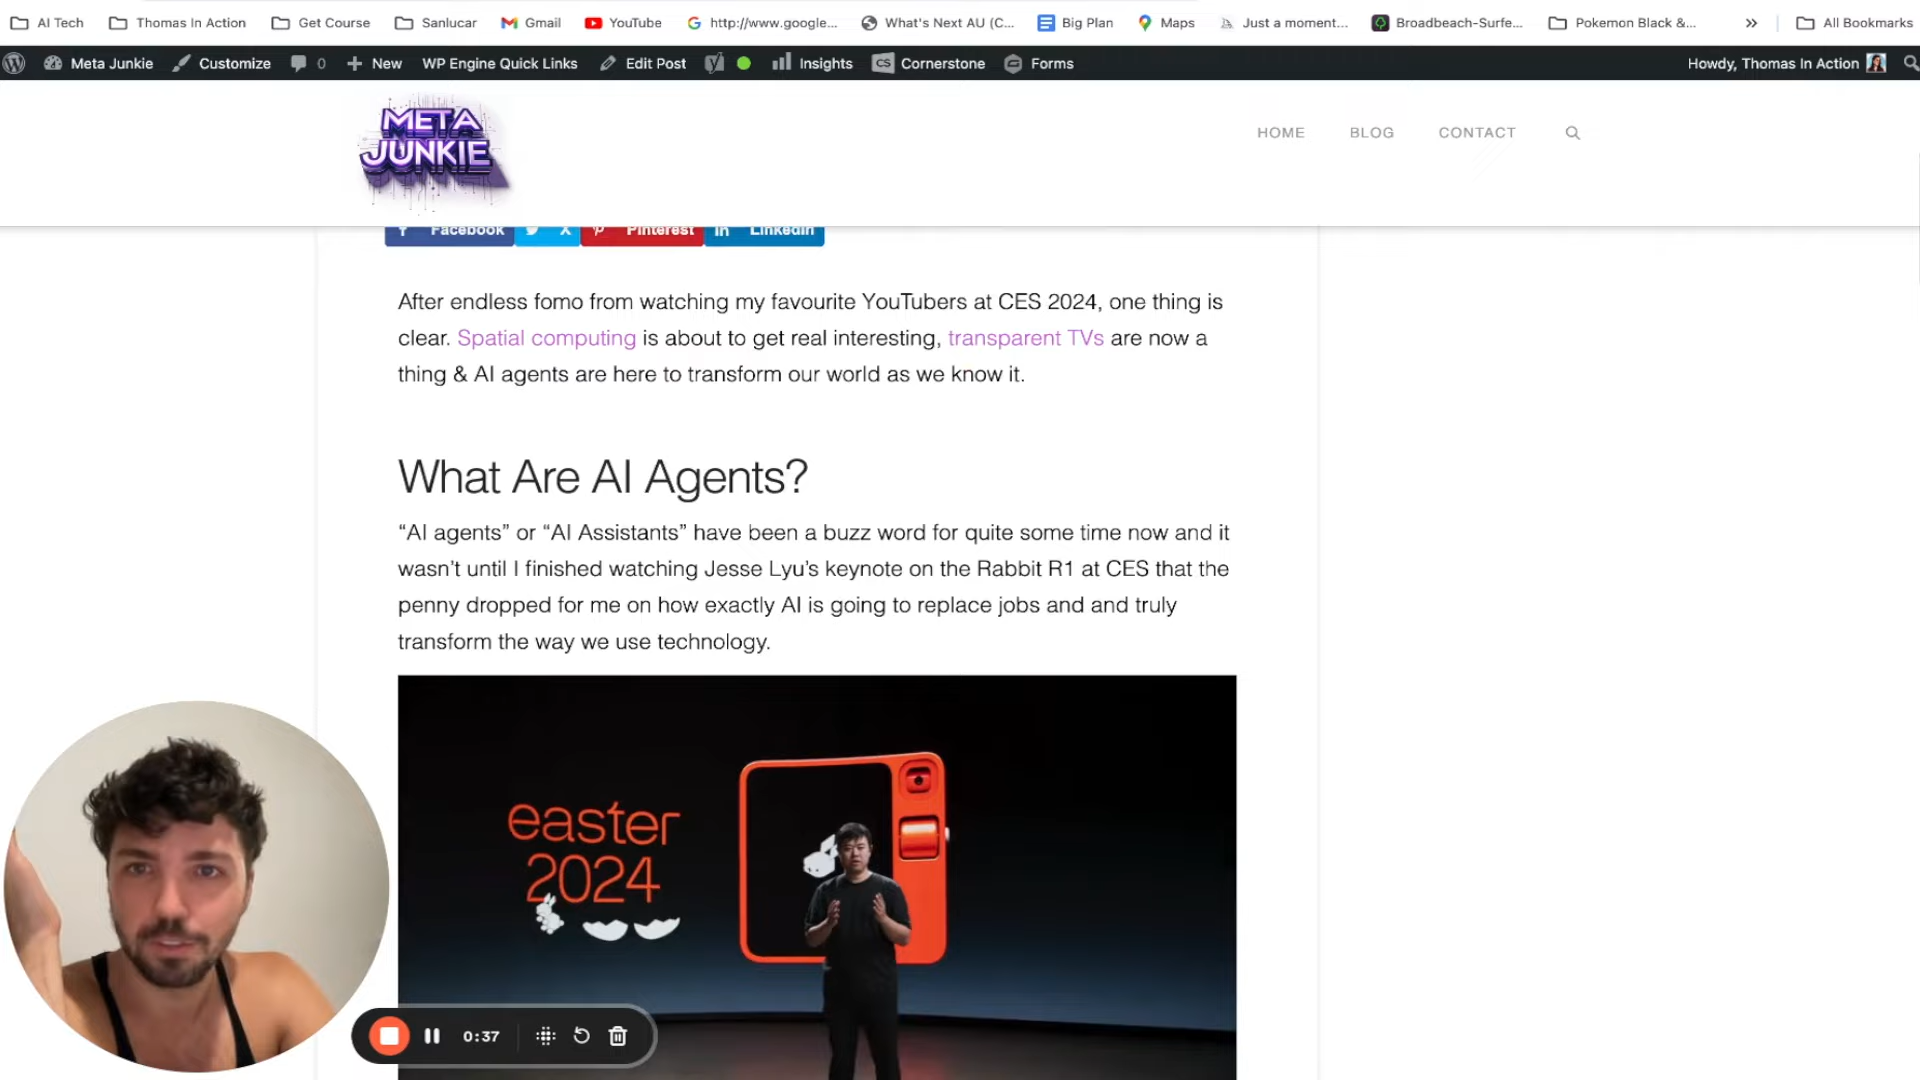 AI Tech Thomas In Action Get Course Sanlucar Gmail YouTube http://www.google... What's Next AU (C... Big Plan Maps Just a moment... Broadbeach-Surfe... Pokemon Black &... » All Bookmarks
Meta Junkie Customize 0 New WP Engine Quick Links Edit Post Insights CS Cornerstone Forms Howdy, Thomas In Action
META
JUNKIE
HOME BLOG CONTACT
Facebook X Pinterest LinkedIn
After endless fomo from watching my favourite YouTubers at CES 2024, one thing is
clear. Spatial computing is about to get real interesting, transparent TVs are now a
thing & AI agents are here to transform our world as we know it.
What Are AI Agents?
“AI agents” or “AI Assistants” have been a buzz word for quite some time now and it
wasn’t until I finished watching Jesse Lyu’s keynote on the Rabbit R1 at CES that the
penny dropped for me on how exactly AI is going to replace jobs and and truly
transform the way we use technology.
easter
2024
0:37